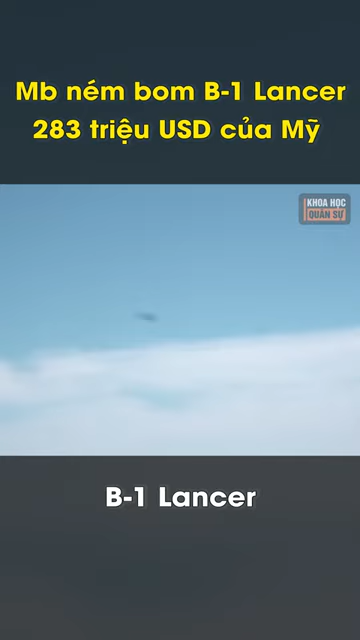 Mb ném bom B-1 Lancer
283 triệu USD của Mỹ
KHOA HỌC
QUÂN SỰ
B-1 Lancer